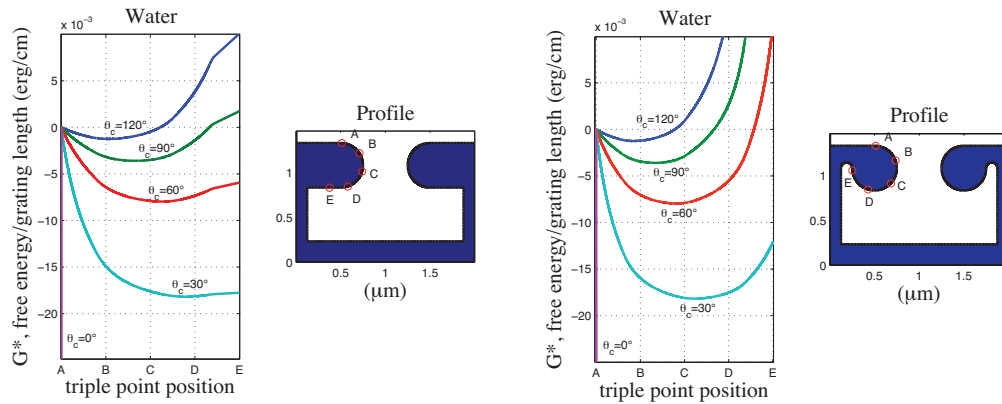 Water
x 10⁻³
G*, free energy/grating length (erg/cm)
5
0
−5
−10
−15
−20
θc=120°
θc=90°
θc=60°
θc=30°
θc=0°
A B C D E
triple point position
Profile
A
B
C
D
E
1
0.5
0
0.5 1.5
(μm)
Water
x 10⁻³
G*, free energy/grating length (erg/cm)
5
0
−5
−10
−15
−20
θc=120°
θc=90°
θc=60°
θc=30°
θc=0°
A B C D E
triple point position
Profile
A
B
E
C
D
1
0.5
0
0.5 1.5
(μm)